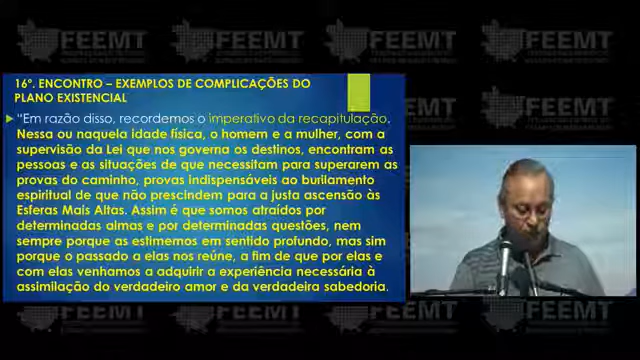 FEEMT FEEMT FEEMT FEEMT
16º. ENCONTRO – EXEMPLOS DE COMPLICAÇÕES DO
PLANO EXISTENCIAL
"Em razão disso, recordemos o imperativo da recapitulação.
Nessa ou naquela idade física, o homem e a mulher, com a
supervisão da Lei que nos governa os destinos, encontram as
pessoas e as situações de que necessitam para superarem as
provas do caminho, provas indispensáveis ao burilamento
espiritual de que não prescindem para a justa ascensão às
Esferas Mais Altas. Assim é que somos atraídos por
determinadas almas e por determinadas questões, nem
sempre porque as estimemos em sentido profundo, mas sim
porque o passado a elas nos reúne, a fim de que por elas e
com elas venhamos a adquirir a experiência necessária à
assimilação do verdadeiro amor e da verdadeira sabedoria.
FEEMT FEEMT FEEMT FEEMT